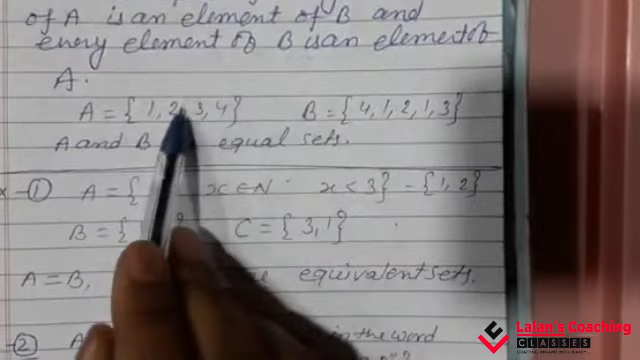 of A is an element of B and
every element of B is an element of
A.
A = { 1, 2, 3, 4} B = {4, 1, 2, 1, 3}
A and B equal sets.
-① A = { x ∈ N x < 3} - {1, 2}
B = { } C = { 3, 1}
A = B, equivalent sets.
-② A in the word
Lalan's Coaching
CLASSES